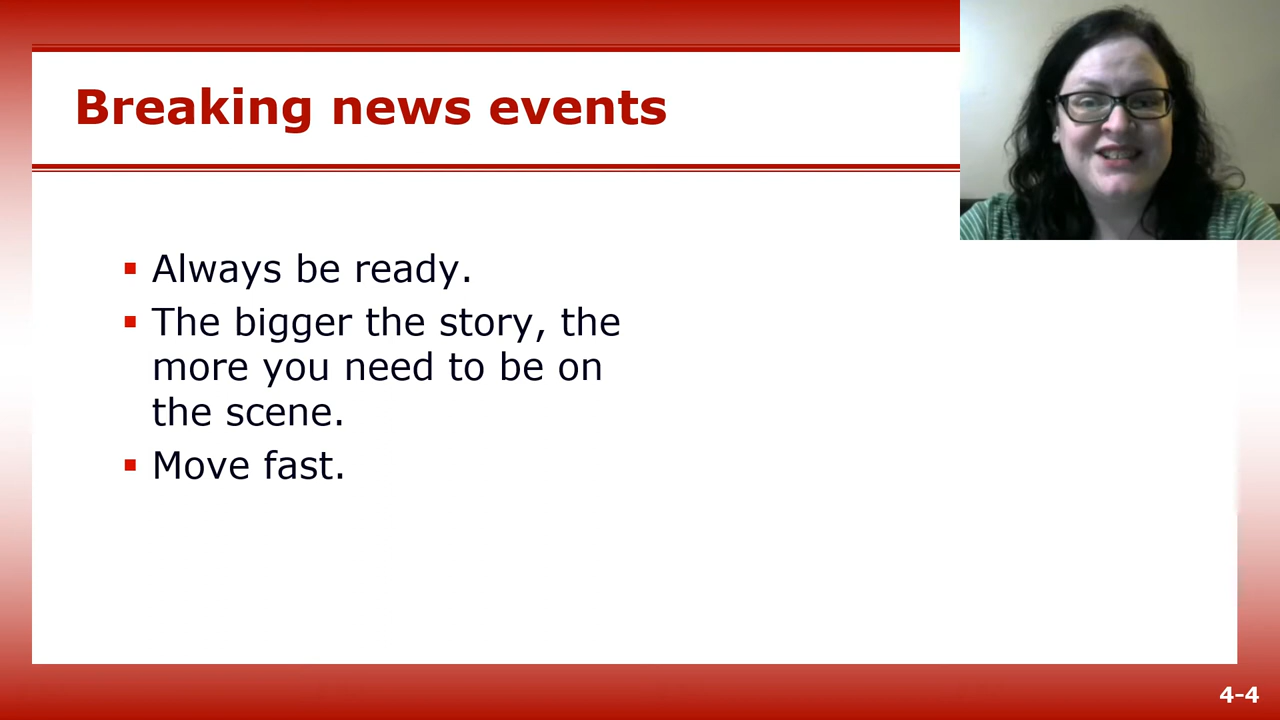 Breaking news events
▪ Always be ready.
▪ The bigger the story, the
more you need to be on
the scene.
▪ Move fast.
4-4